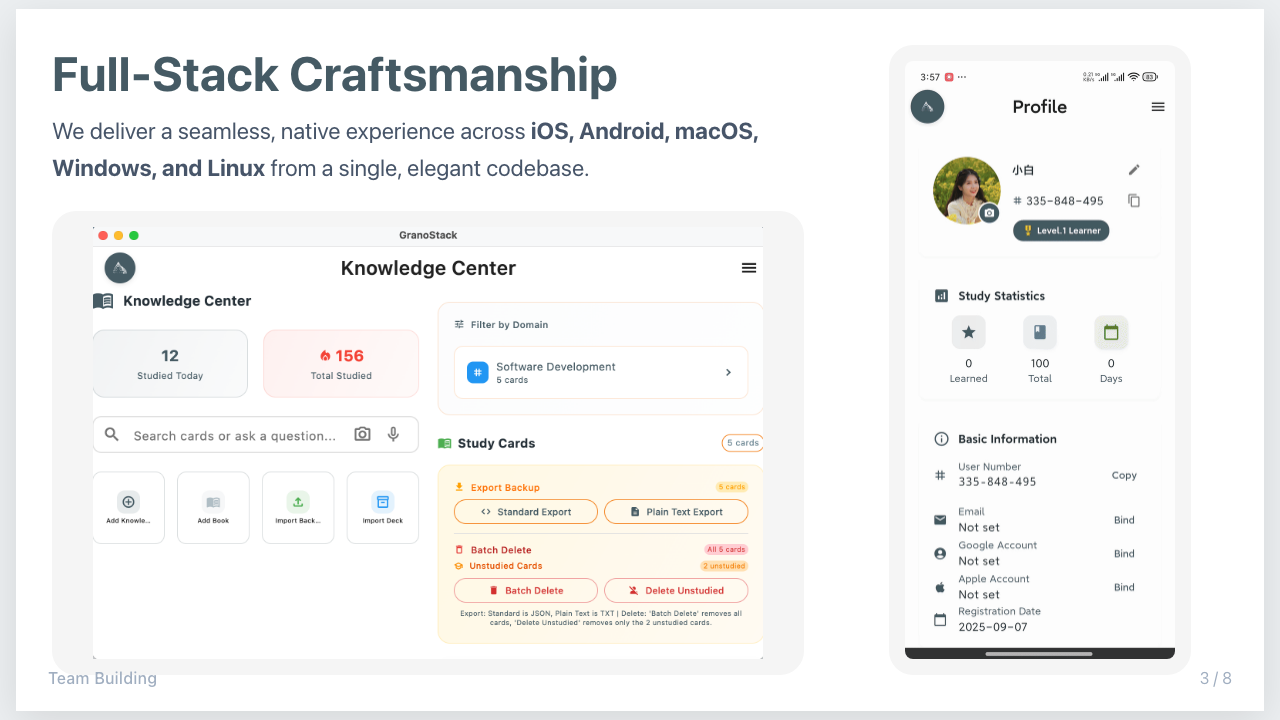 Full-Stack Craftsmanship
We deliver a seamless, native experience across iOS, Android, macOS,
Windows, and Linux from a single, elegant codebase.
GranoStack
Knowledge Center
Knowledge Center
12
Studied Today
156
Total Studied
Search cards or ask a question...
Add Knowle...
Add Book
Import Back...
Import Deck
Filter by Domain
Software Development
5 cards
Study Cards
5 cards
Export Backup
5 cards
Standard Export
Plain Text Export
Batch Delete
All 5 cards
Unstudied Cards
2 unstudied
Batch Delete
Delete Unstudied
Export: Standard is JSON, Plain Text is TXT | Delete: 'Batch Delete' removes all
cards, 'Delete Unstudied' removes only the 2 unstudied cards.
3:57
83
Profile
小白
# 335-848-495
Level.1 Learner
Study Statistics
0
Learned
100
Total
0
Days
Basic Information
User Number
335-848-495
Copy
Email
Not set
Bind
Google Account
Not set
Bind
Apple Account
Not set
Bind
Registration Date
2025-09-07
Team Building
3 / 8